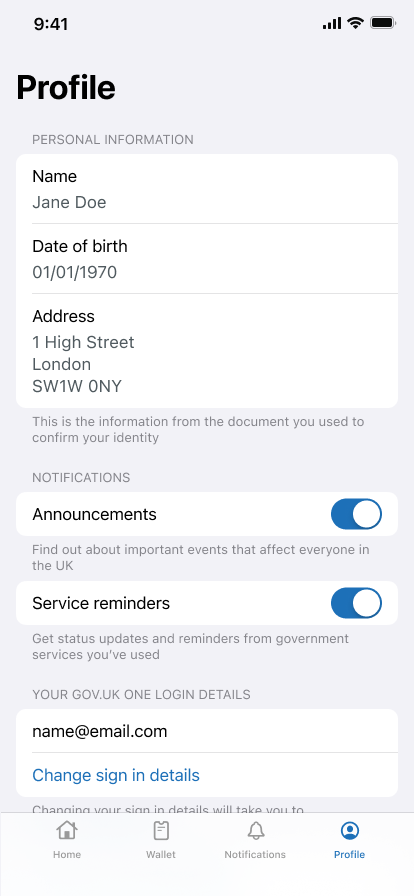 9:41
Profile
PERSONAL INFORMATION
Name
Jane Doe
Date of birth
01/01/1970
Address
1 High Street
London
SW1W 0NY
This is the information from the document you used to
confirm your identity
NOTIFICATIONS
Announcements
Find out about important events that affect everyone in
the UK
Service reminders
Get status updates and reminders from government
services you’ve used
YOUR GOV.UK ONE LOGIN DETAILS
name@email.com
Change sign in details
Changing your sign in details will take you to
Home
Wallet
Notifications
Profile